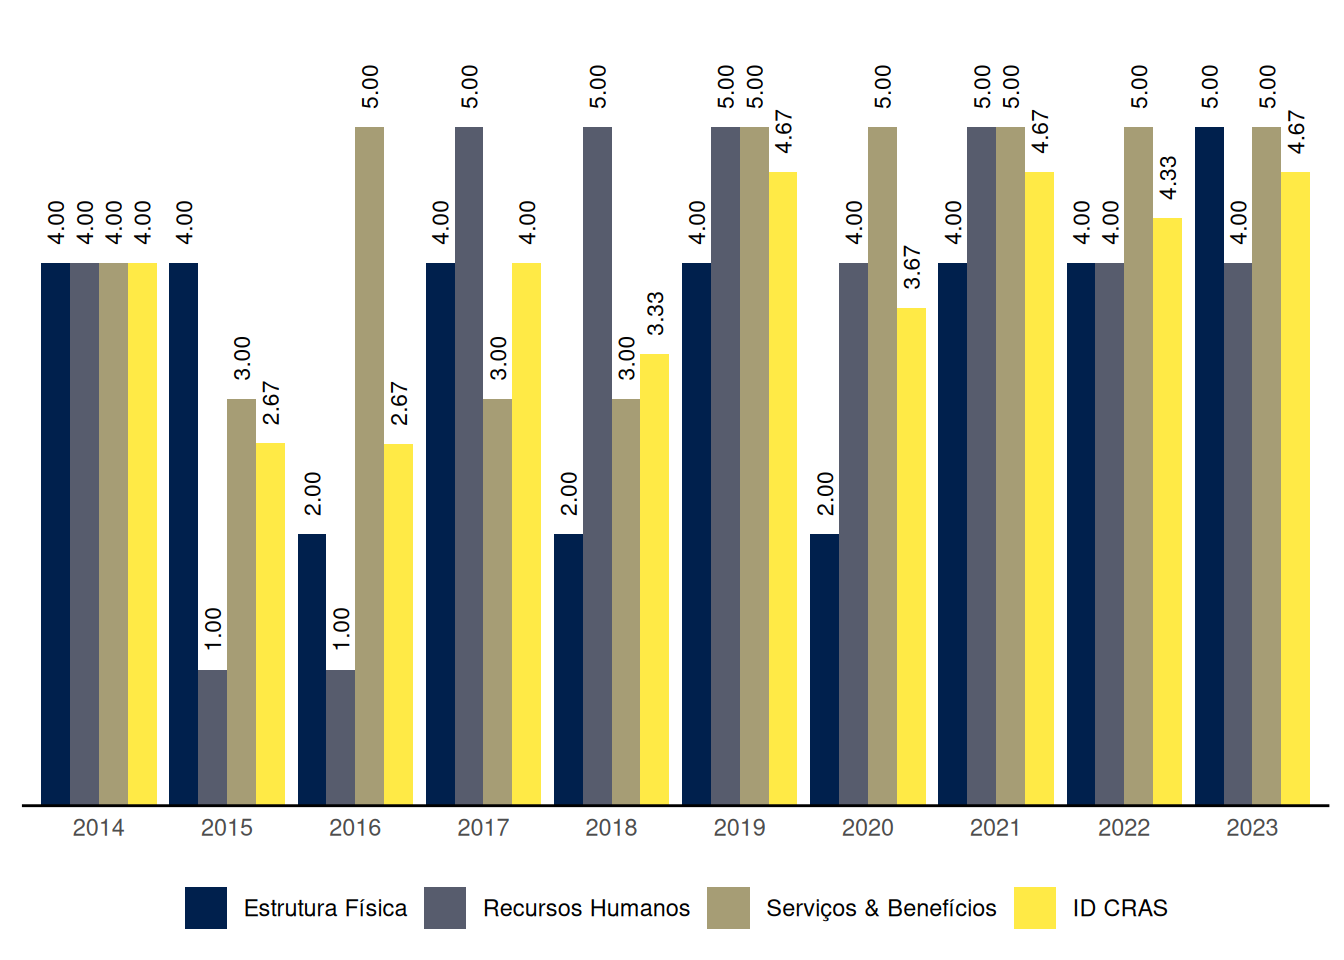 5.00 5.00 5.00 5.00 5.00 5.00 5.00 5.00 5.00 5.00 5.00
4.67 4.67 4.67
4.33
4.00 4.00 4.00 4.00 4.00 4.00 4.00 4.00 4.00 4.00 4.00 4.00 4.00
3.67
3.33
3.00 3.00 3.00
2.67 2.67
2.00 2.00 2.00
1.00 1.00
2014 2015 2016 2017 2018 2019 2020 2021 2022 2023
Estrutura Física Recursos Humanos Serviços & Benefícios ID CRAS